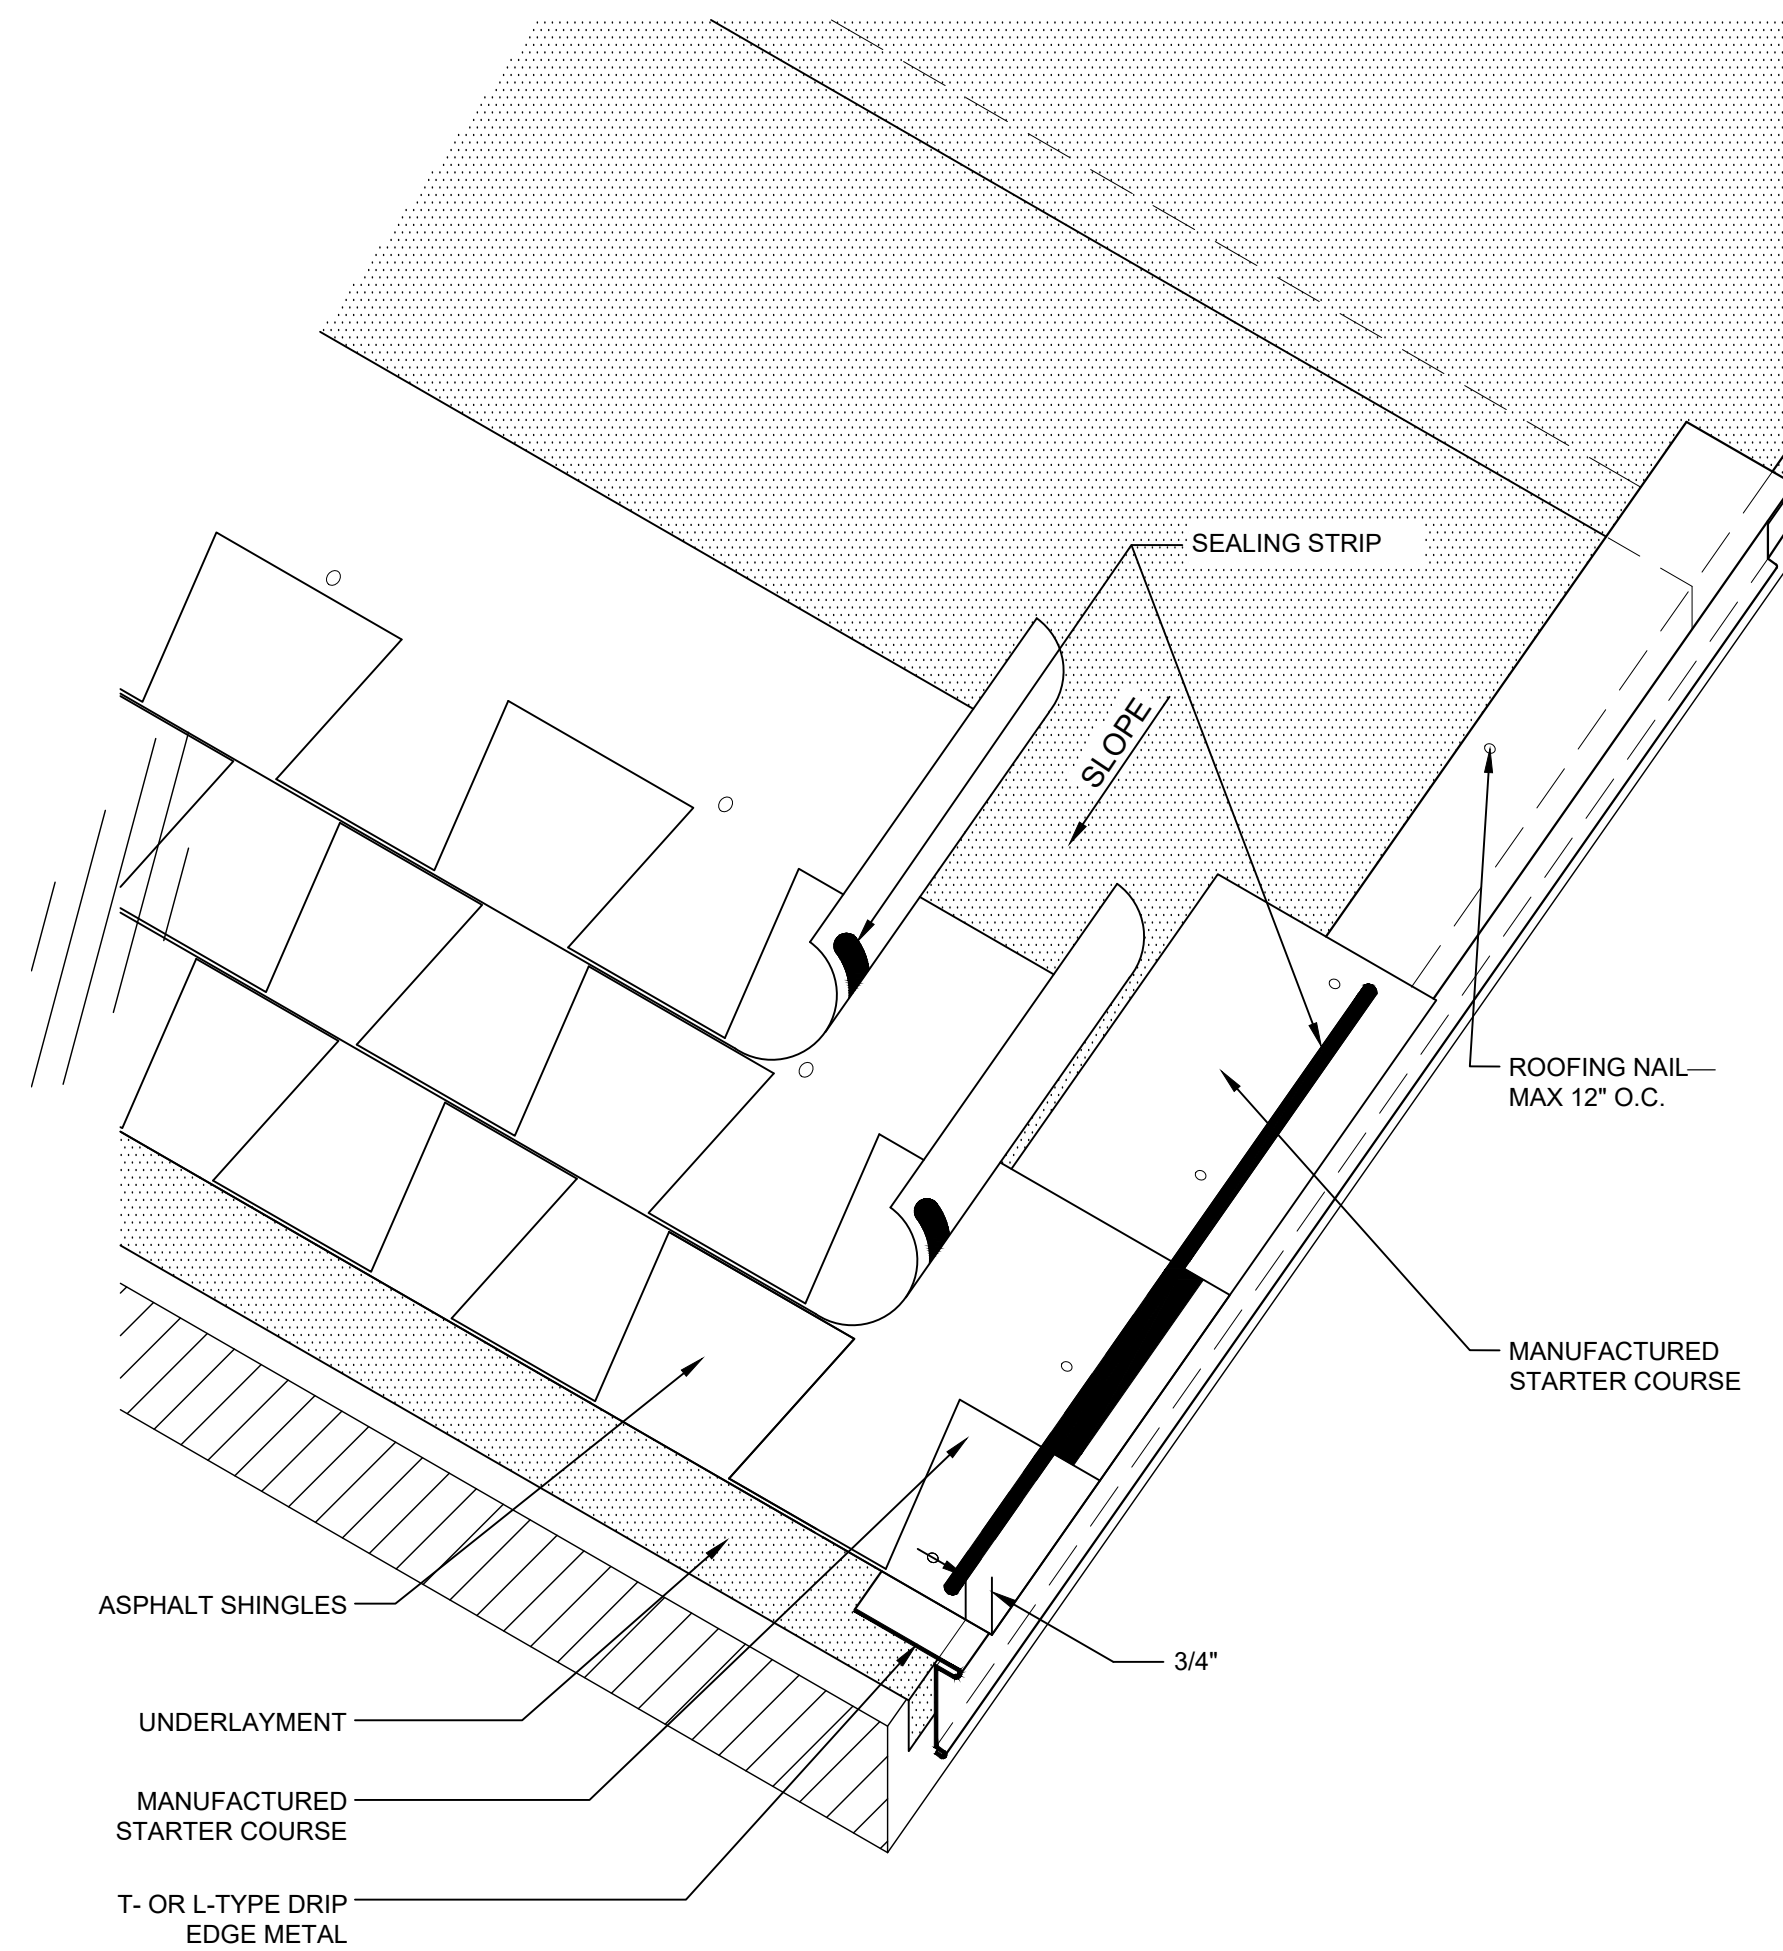 SEALING STRIP
SLOPE
ROOFING NAIL
MAX 12" O.C.
MANUFACTURED
STARTER COURSE
ASPHALT SHINGLES
3/4"
UNDERLAYMENT
MANUFACTURED
STARTER COURSE
T- OR L-TYPE DRIP
EDGE METAL